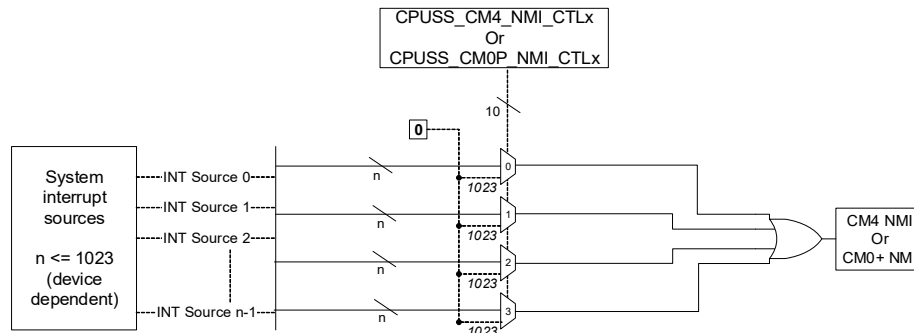 CPUSS_CM4_NMI_CTLx
Or
CPUSS_CM0P_NMI_CTLx
10
0
System
interrupt
sources
n <= 1023
(device
dependent)
INT Source 0
INT Source 1
INT Source 2
INT Source n-1
n
0
1023
n
1
1023
n
2
1023
n
3
1023
CM4 NMI
Or
CM0+ NM